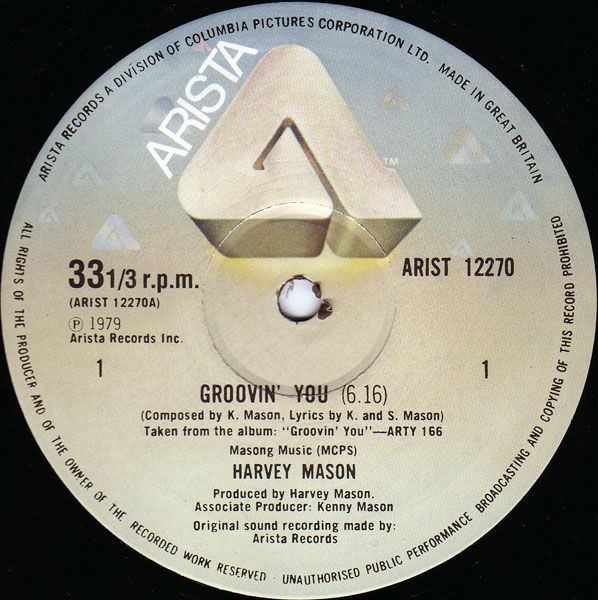 ARISTA RECORDS A DIVISION OF COLUMBIA PICTURES CORPORATION LTD. MADE IN GREAT BRITAIN
ARISTA
TM
33 1/3 r.p.m.
(ARIST 12270A)
ARIST 12270
Ⓟ 1979
Arista Records Inc.
1
1
GROOVIN' YOU (6.16)
(Composed by K. Mason, Lyrics by K. and S. Mason)
Taken from the album: "Groovin' You"—ARTY 166
Masong Music (MCPS)
HARVEY MASON
Produced by Harvey Mason.
Associate Producer: Kenny Mason
Original sound recording made by:
Arista Records
ALL RIGHTS OF THE PRODUCER AND OF THE OWNER OF THE RECORDED WORK RESERVED · UNAUTHORISED PUBLIC PERFORMANCE BROADCASTING AND COPYING OF THIS RECORD PROHIBITED